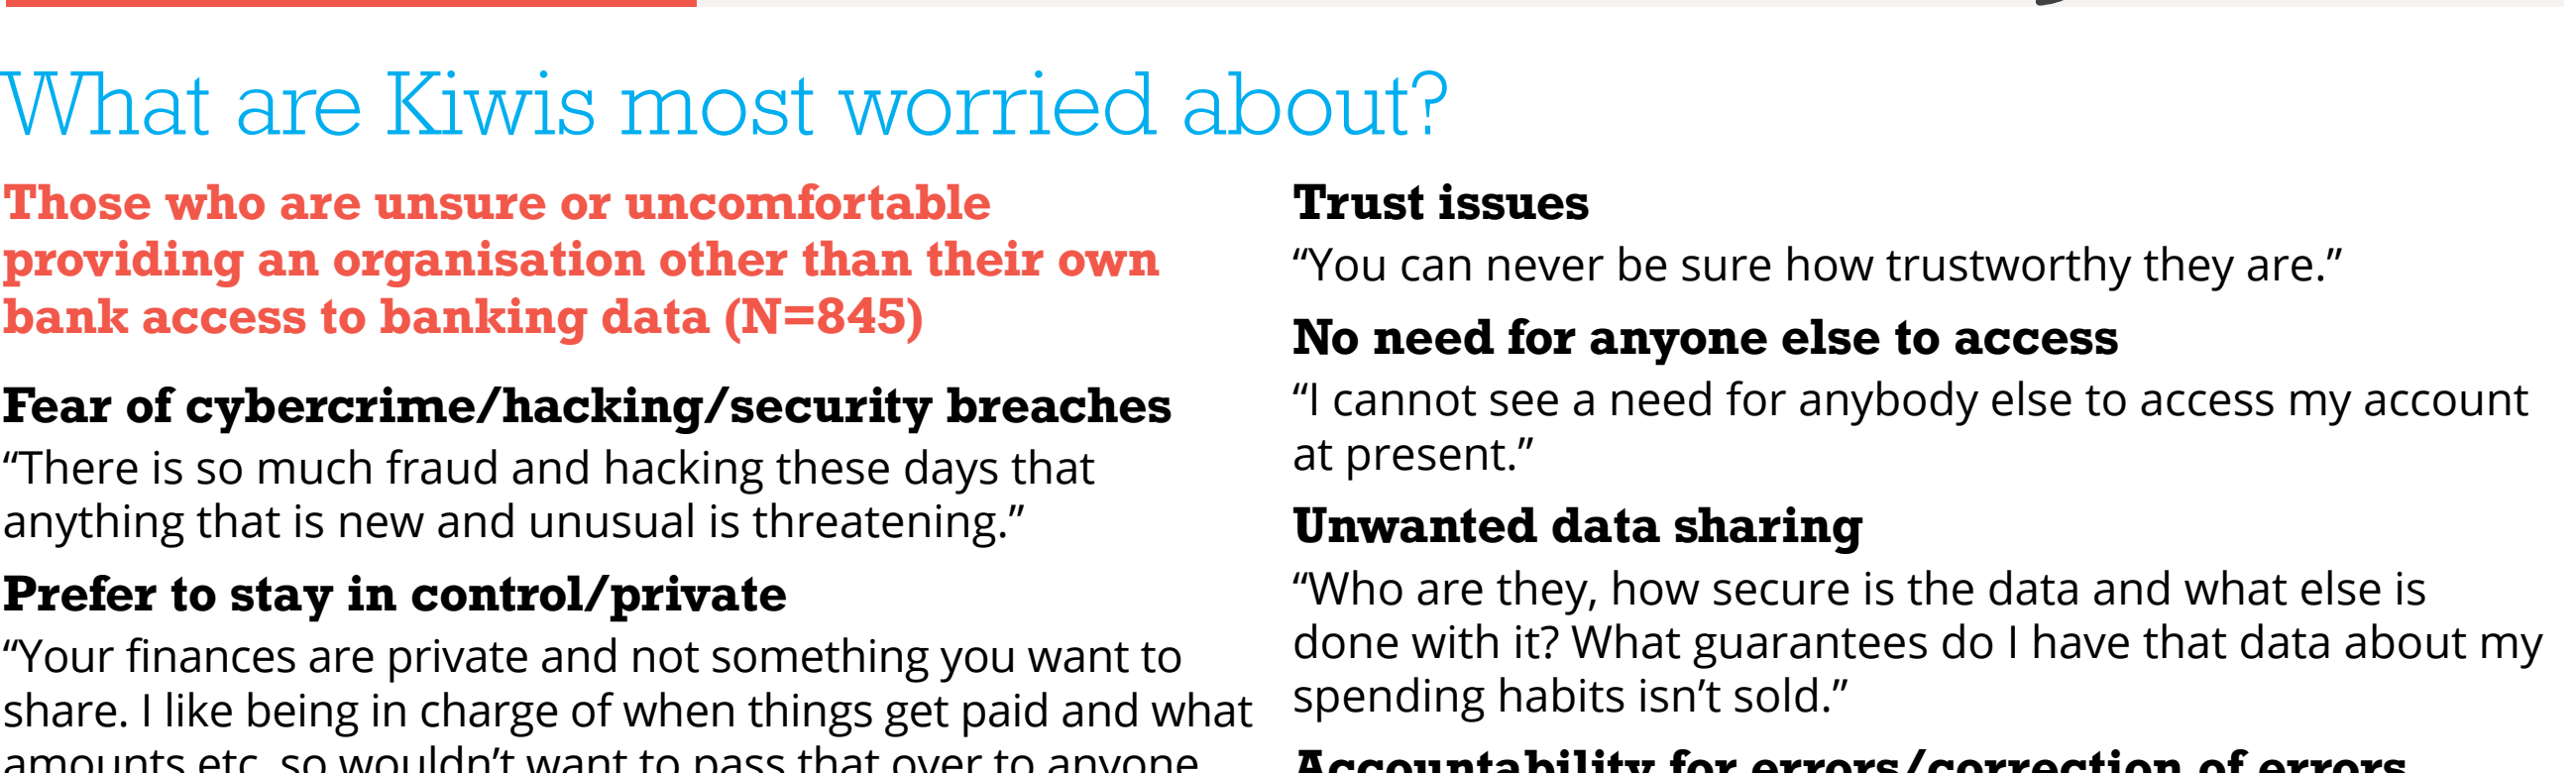 What are Kiwis most worried about?
Those who are unsure or uncomfortable
providing an organisation other than their own
bank access to banking data (N=845)
Fear of cybercrime/hacking/security breaches
“There is so much fraud and hacking these days that
anything that is new and unusual is threatening.”
Prefer to stay in control/private
“Your finances are private and not something you want to
share. I like being in charge of when things get paid and what
amounts etc, so wouldn’t want to pass that over to anyone
Trust issues
“You can never be sure how trustworthy they are.”
No need for anyone else to access
“I cannot see a need for anybody else to access my account
at present.”
Unwanted data sharing
“Who are they, how secure is the data and what else is
done with it? What guarantees do I have that data about my
spending habits isn’t sold.”
Accountability for errors/correction of errors